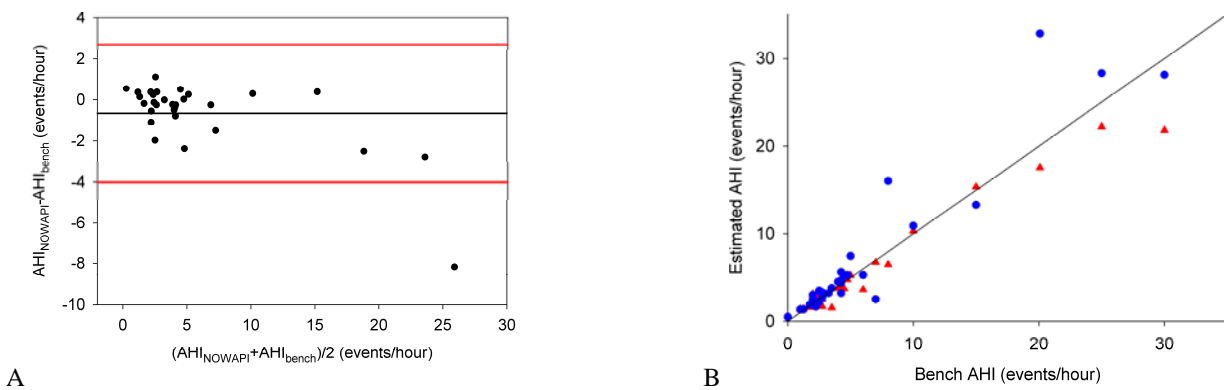 4
2
0
-2
-4
-6
-8
-10
0 5 10 15 20 25 30
AHI_NOWAPI-AHI_bench (events/hour)
(AHI_NOWAPI+AHI_bench)/2 (events/hour)
A
30
20
10
0
0 10 20 30
Estimated AHI (events/hour)
Bench AHI (events/hour)
B